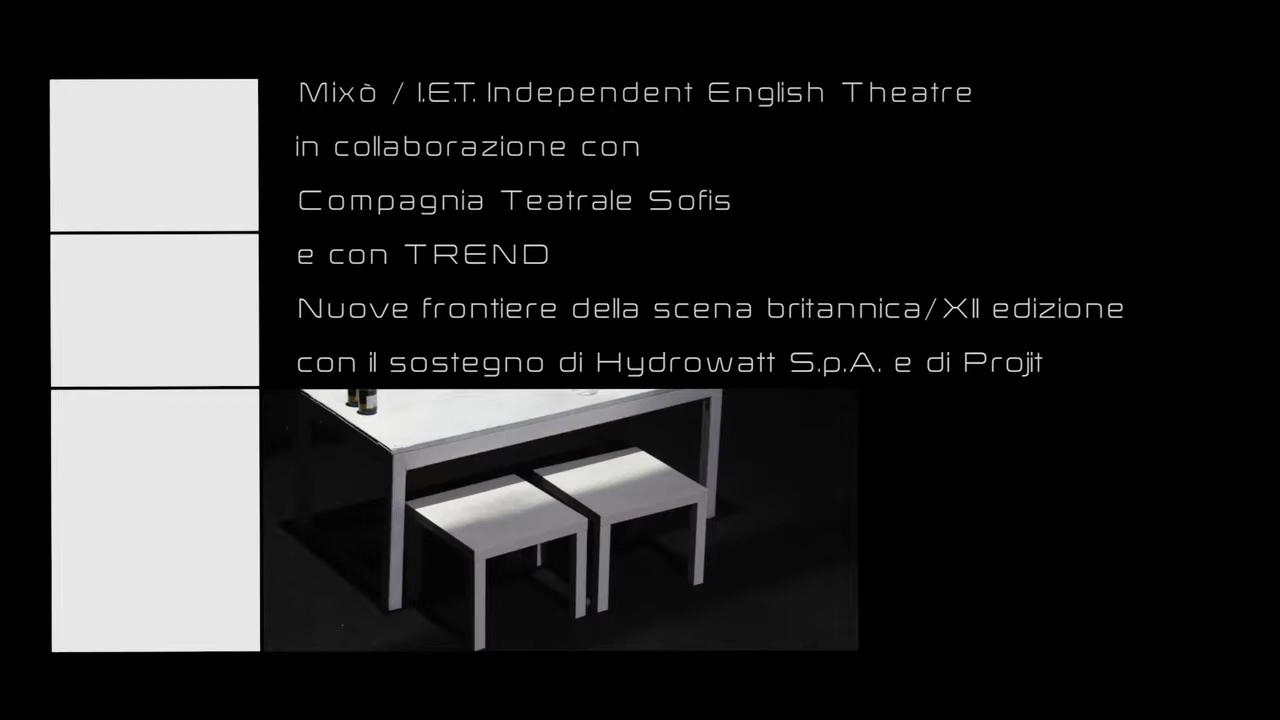 Mixò / I.E.T. Independent English Theatre
in collaborazione con
Compagnia Teatrale Sofis
e con TREND
Nuove frontiere della scena britannica/XII edizione
con il sostegno di Hydrowatt S.p.A. e di Projit